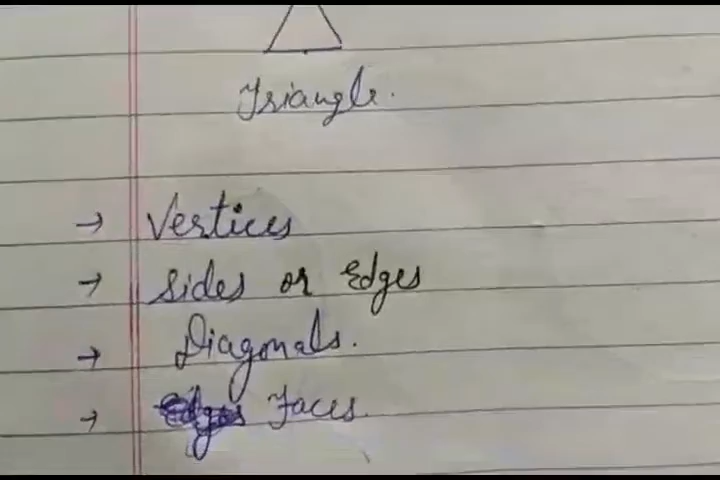 Triangle.
→ Vertices
→ Sides or Edges
→ Diagonals.
→ Faces.